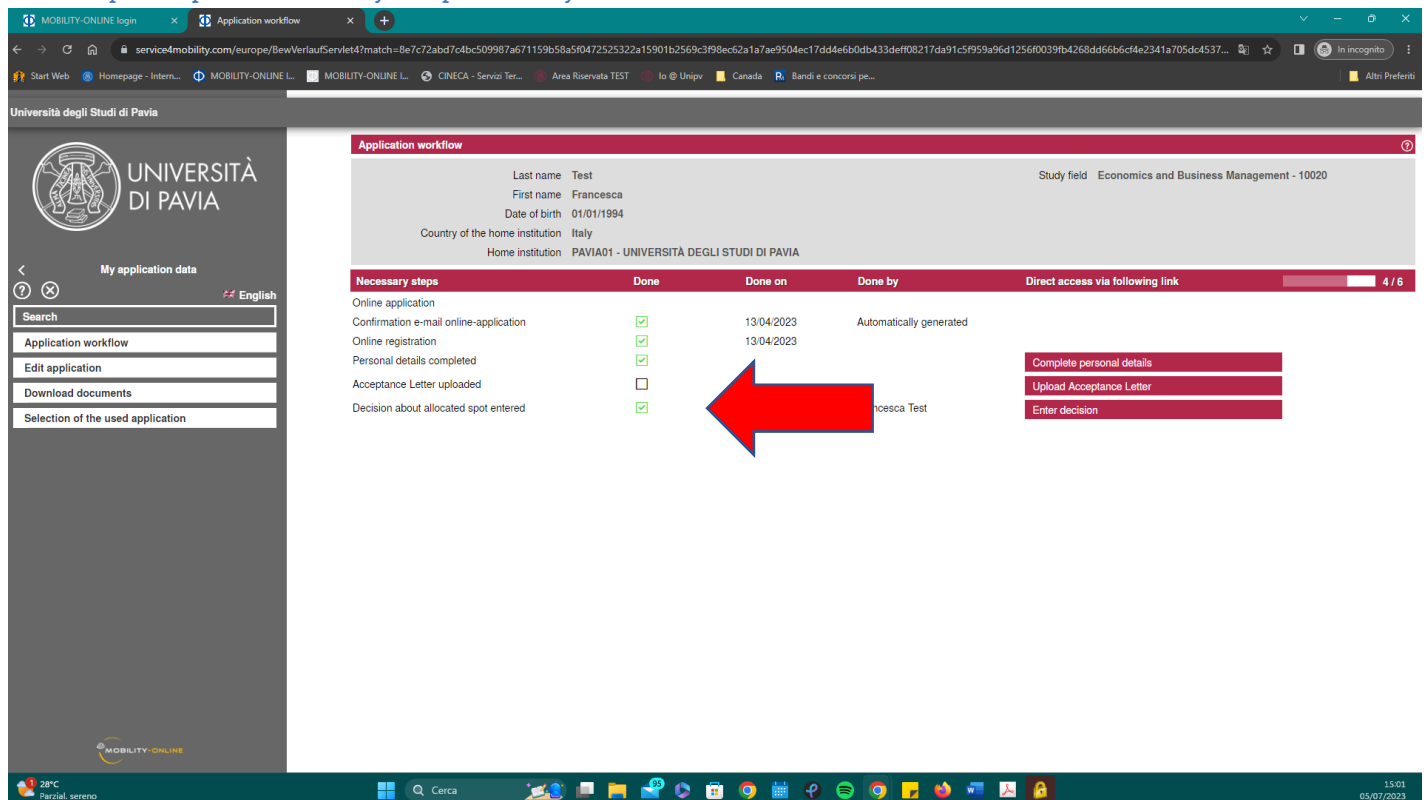 MOBILITY-ONLINE login
Application workflow
service4mobility.com/europe/BewVerlaufServlet?match=8e7c72abd7c4bc509987a671159b58a5f0472525322a15901b2569c3f98ec62a1a7ae9504ec17dd4e6b0db433deff08217da91c5f959a96d1256f0039fb4268dd66b6cf4e2341a705dc4537...
In incognito
Start Web
Homepage - Intern...
MOBILITY-ONLINE L...
MOBILITY-ONLINE L...
CINECA - Servizi Ter...
Area Riservata TEST
Io @ Unipv
Canada
Bandi e concorsi pe...
Altri Preferiti
Università degli Studi di Pavia
UNIVERSITÀ
DI PAVIA
My application data
English
Search
Application workflow
Edit application
Download documents
Selection of the used application
MOBILITY-ONLINE
Application workflow
Last name Test
Study field Economics and Business Management - 10020
First name Francesca
Date of birth 01/01/1994
Country of the home institution Italy
Home institution PAVIA01 - UNIVERSITÀ DEGLI STUDI DI PAVIA
Necessary steps Done Done on Done by Direct access via following link 4 / 6
Online application
Confirmation e-mail online-application 13/04/2023 Automatically generated
Online registration 13/04/2023
Personal details completed Complete personal details
Acceptance Letter uploaded Upload Acceptance Letter
Decision about allocated spot entered ncesca Test Enter decision
1
28°C
Parzial. sereno
Cerca
95
15:01
05/07/2023